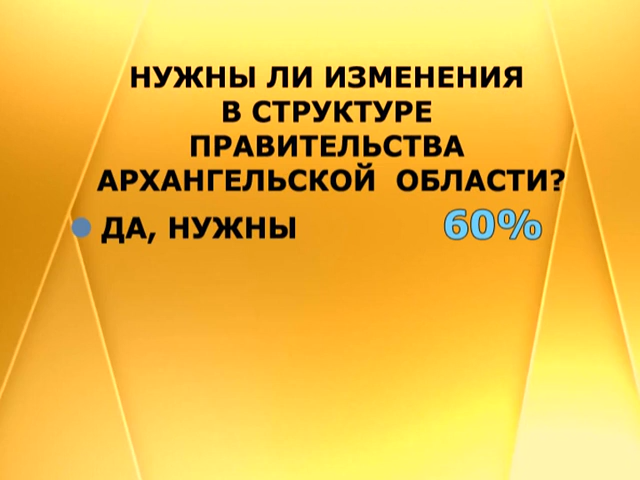 НУЖНЫ ЛИ ИЗМЕНЕНИЯ
В СТРУКТУРЕ
ПРАВИТЕЛЬСТВА
АРХАНГЕЛЬСКОЙ ОБЛАСТИ?
ДА, НУЖНЫ 60%